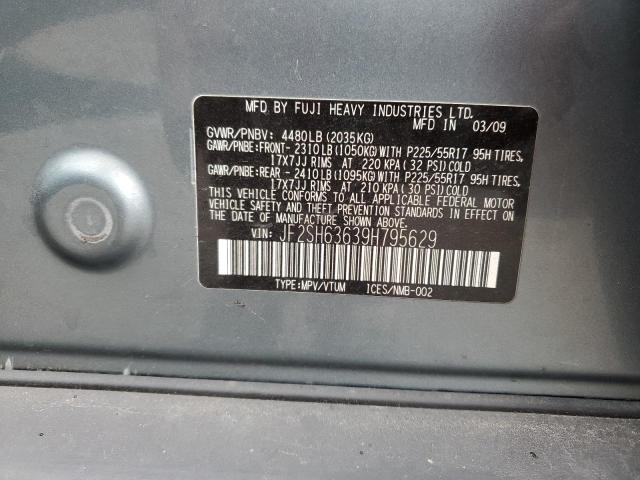 MFD. BY FUJI HEAVY INDUSTRIES LTD.
MFD IN 03/09
GVWR/PNBV: 4480LB(2035KG)
GAWR/PNBE:FRONT- 2310LB(1050KG)WITH P225/55R17 95H TIRES,
17X7JJ RIMS AT 220 KPA(32 PSI)COLD
GAWR/PNBE:REAR - 2410LB(1095KG)WITH P225/55R17 95H TIRES,
17X7JJ RIMS AT 210 KPA(30 PSI)COLD
THIS VEHICLE CONFORMS TO ALL APPLICABLE FEDERAL MOTOR
VEHICLE SAFETY AND THEFT PREVENTION STANDARDS IN EFFECT
ON THE DATE OF MANUFACTURE SHOWN ABOVE.
VIN: JF2SH63639H795629
TYPE:MPV/VTUM ICES/NMB-002